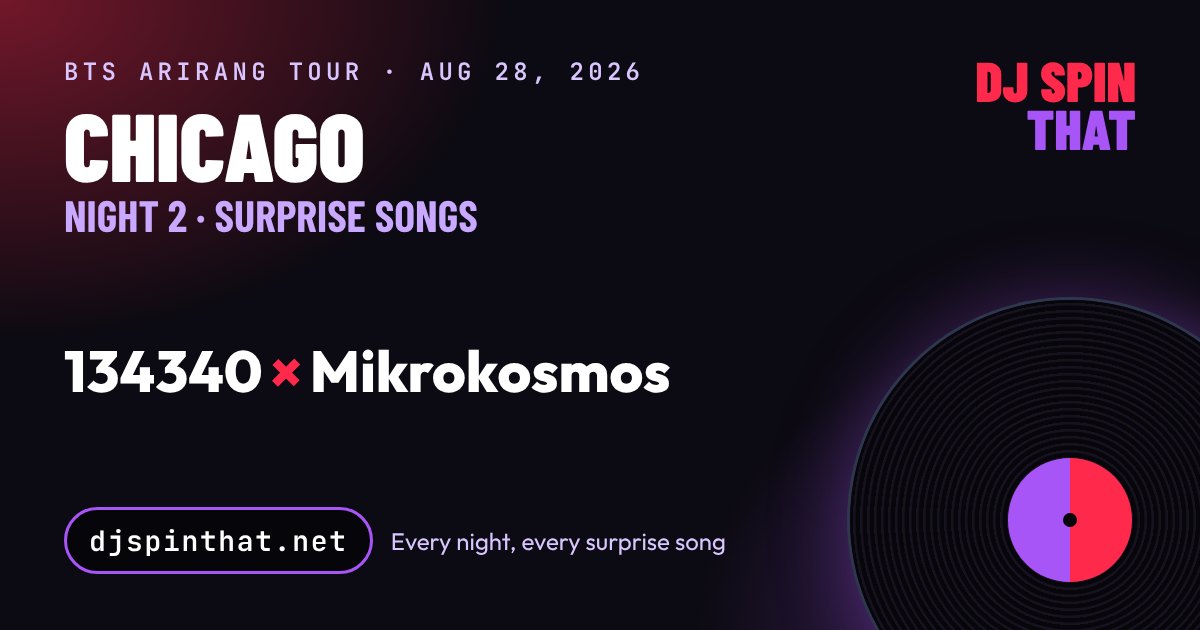 BTS ARIRANG TOUR · AUG 28, 2026
CHICAGO
NIGHT 2 · SURPRISE SONGS
DJ SPIN
THAT
134340 × Mikrokosmos
djspinthat.net
Every night, every surprise song